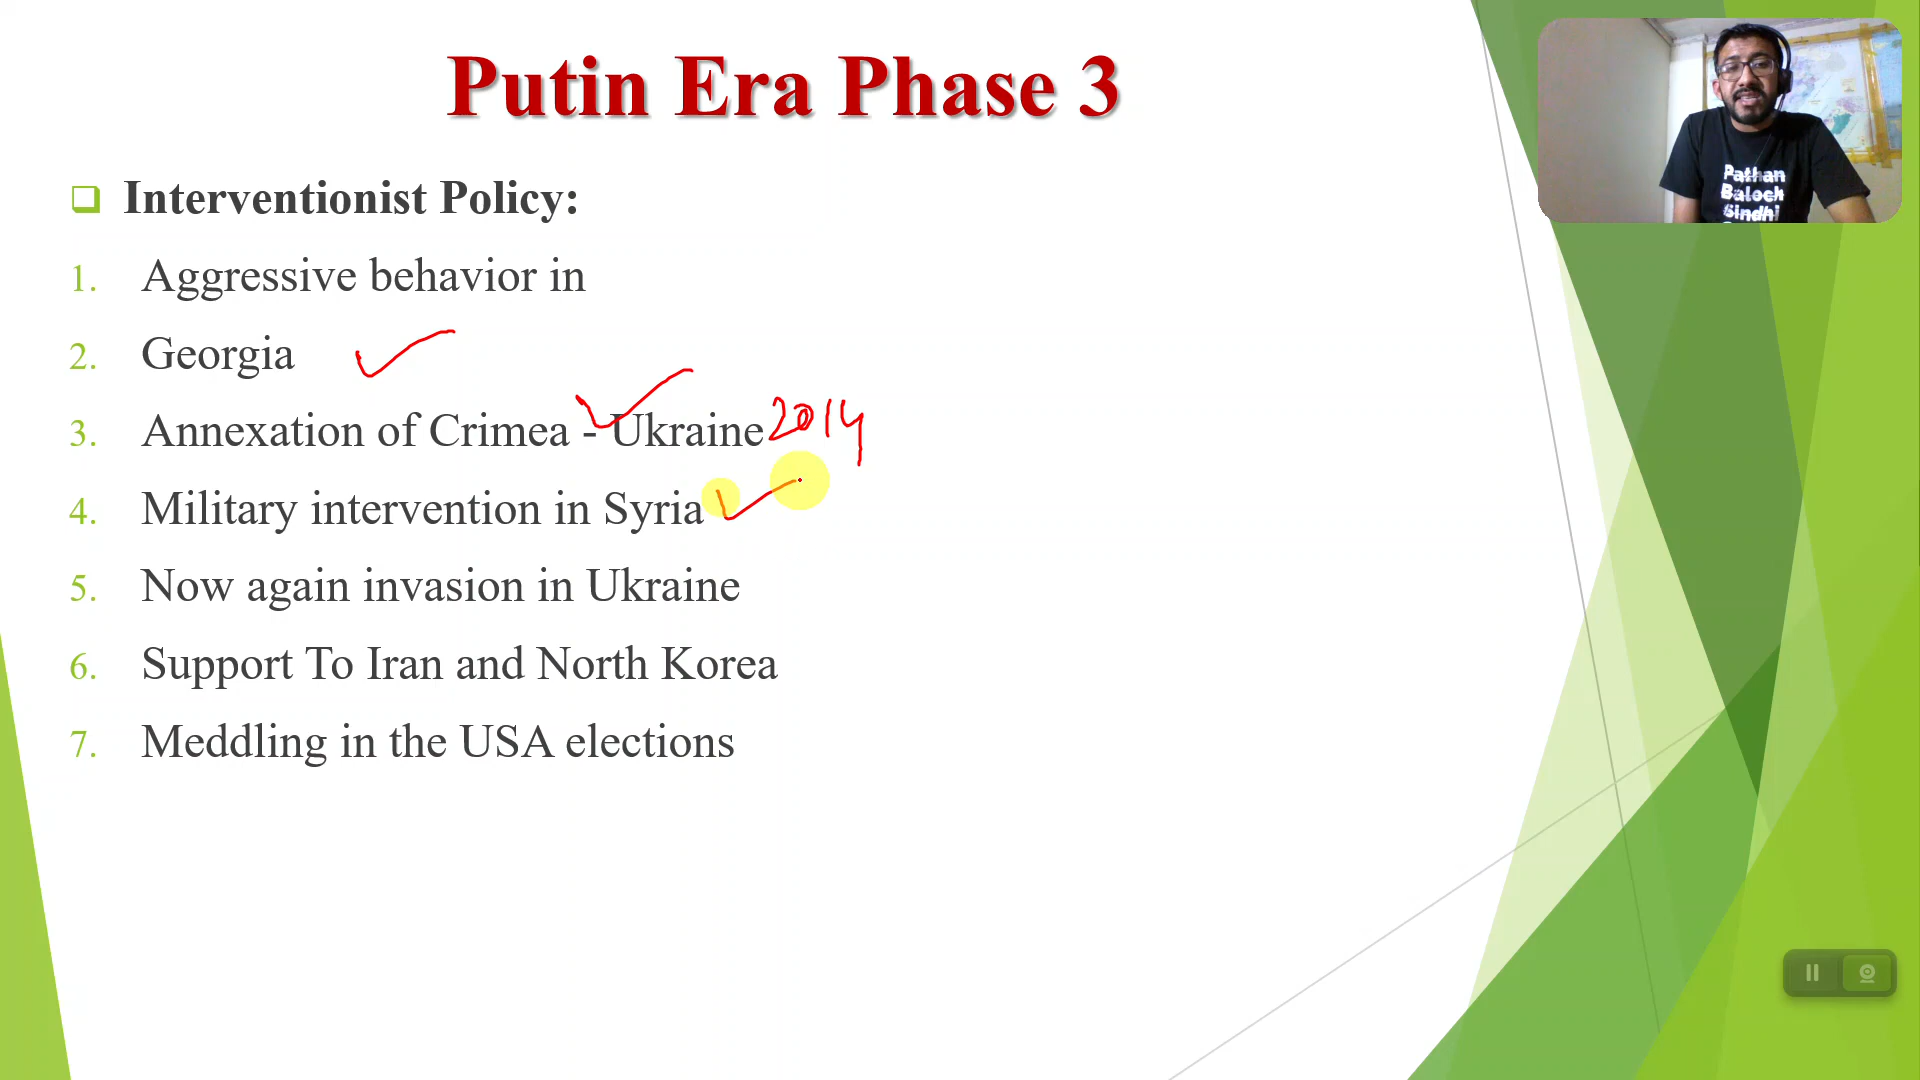 Putin Era Phase 3
Interventionist Policy:
1. Aggressive behavior in
2. Georgia
3. Annexation of Crimea - Ukraine 2014
4. Military intervention in Syria
5. Now again invasion in Ukraine
6. Support To Iran and North Korea
7. Meddling in the USA elections
Pathan
Baloch
Sindhi